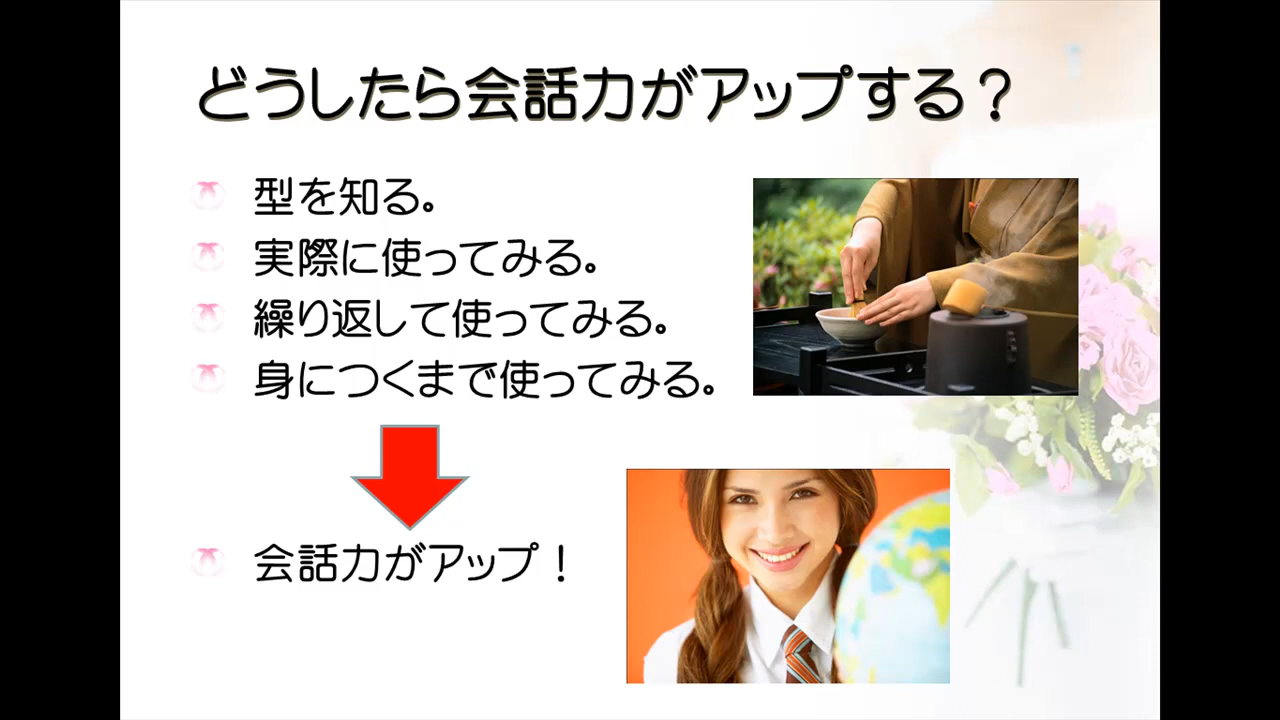 どうしたら会話力がアップする？
型を知る。
実際に使ってみる。
繰り返して使ってみる。
身につくまで使ってみる。
会話力がアップ！